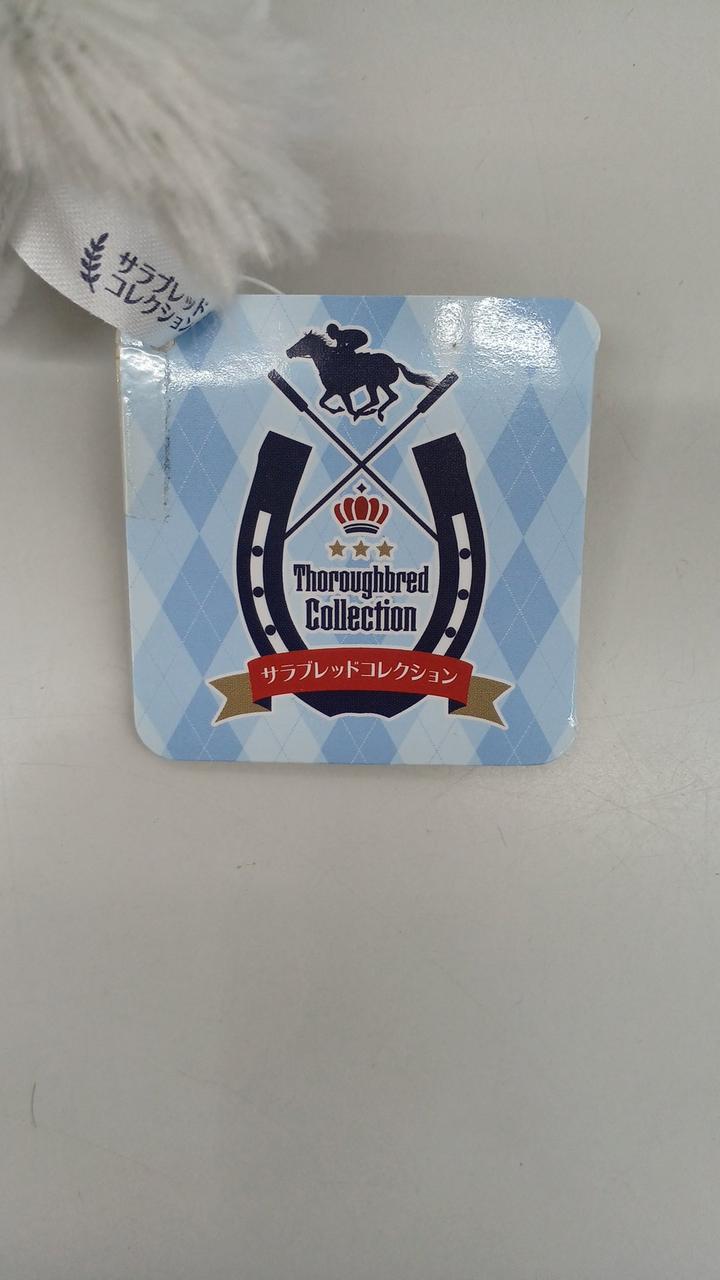 サラブレッド
コレクション
Thoroughbred
Collection
サラブレッドコレクション